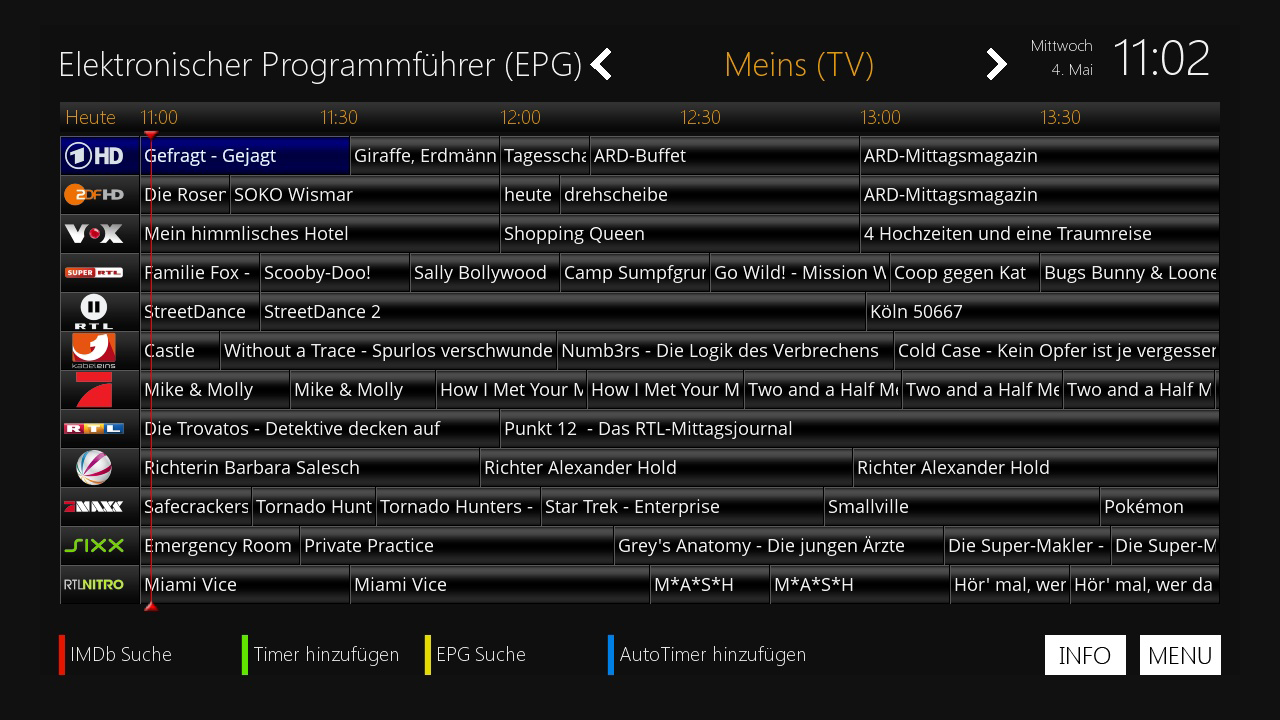 Elektronischer Programmführer (EPG) Meins (TV) Mittwoch 4. Mai 11:02
Heute 11:00 11:30 12:00 12:30 13:00 13:30
1 HD Gefragt - Gejagt Giraffe, Erdmänn Tagesscha ARD-Buffet ARD-Mittagsmagazin
2DF HD Die Roser SOKO Wismar heute drehscheibe ARD-Mittagsmagazin
VOX Mein himmlisches Hotel Shopping Queen 4 Hochzeiten und eine Traumreise
SUPER RTL Familie Fox - Scooby-Doo! Sally Bollywood Camp Sumpfgrur Go Wild! - Mission W Coop gegen Kat Bugs Bunny & Loone
RTL II StreetDance StreetDance 2 Köln 50667
kabel eins Castle Without a Trace - Spurlos verschwunde Numb3rs - Die Logik des Verbrechens Cold Case - Kein Opfer ist je vergesser
7 Mike & Molly Mike & Molly How I Met Your M How I Met Your M Two and a Half Me Two and a Half Me Two and a Half M
RTL Die Trovatos - Detektive decken auf Punkt 12 - Das RTL-Mittagsjournal
Richterin Barbara Salesch Richter Alexander Hold Richter Alexander Hold
7MAXX Safecrackers Tornado Hunt Tornado Hunters - Star Trek - Enterprise Smallville Pokémon
SIXX Emergency Room Private Practice Grey's Anatomy - Die jungen Ärzte Die Super-Makler - Die Super-M
RTLNITRO Miami Vice Miami Vice M*A*S*H M*A*S*H Hör' mal, wer Hör' mal, wer da
IMDb Suche Timer hinzufügen EPG Suche AutoTimer hinzufügen INFO MENU